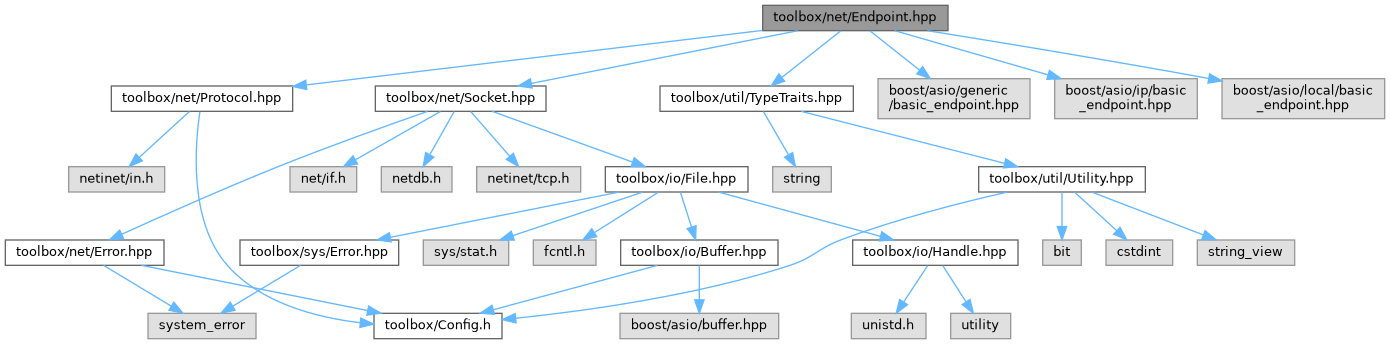 toolbox/net/Endpoint.hpp
toolbox/net/Protocol.hpp
toolbox/net/Socket.hpp
toolbox/util/TypeTraits.hpp
boost/asio/generic
/basic_endpoint.hpp
boost/asio/ip/basic
_endpoint.hpp
boost/asio/local/basic
_endpoint.hpp
netinet/in.h
net/if.h
netdb.h
netinet/tcp.h
toolbox/io/File.hpp
string
toolbox/util/Utility.hpp
toolbox/net/Error.hpp
toolbox/sys/Error.hpp
sys/stat.h
fcntl.h
toolbox/io/Buffer.hpp
toolbox/io/Handle.hpp
bit
cstdint
string_view
system_error
toolbox/Config.h
boost/asio/buffer.hpp
unistd.h
utility